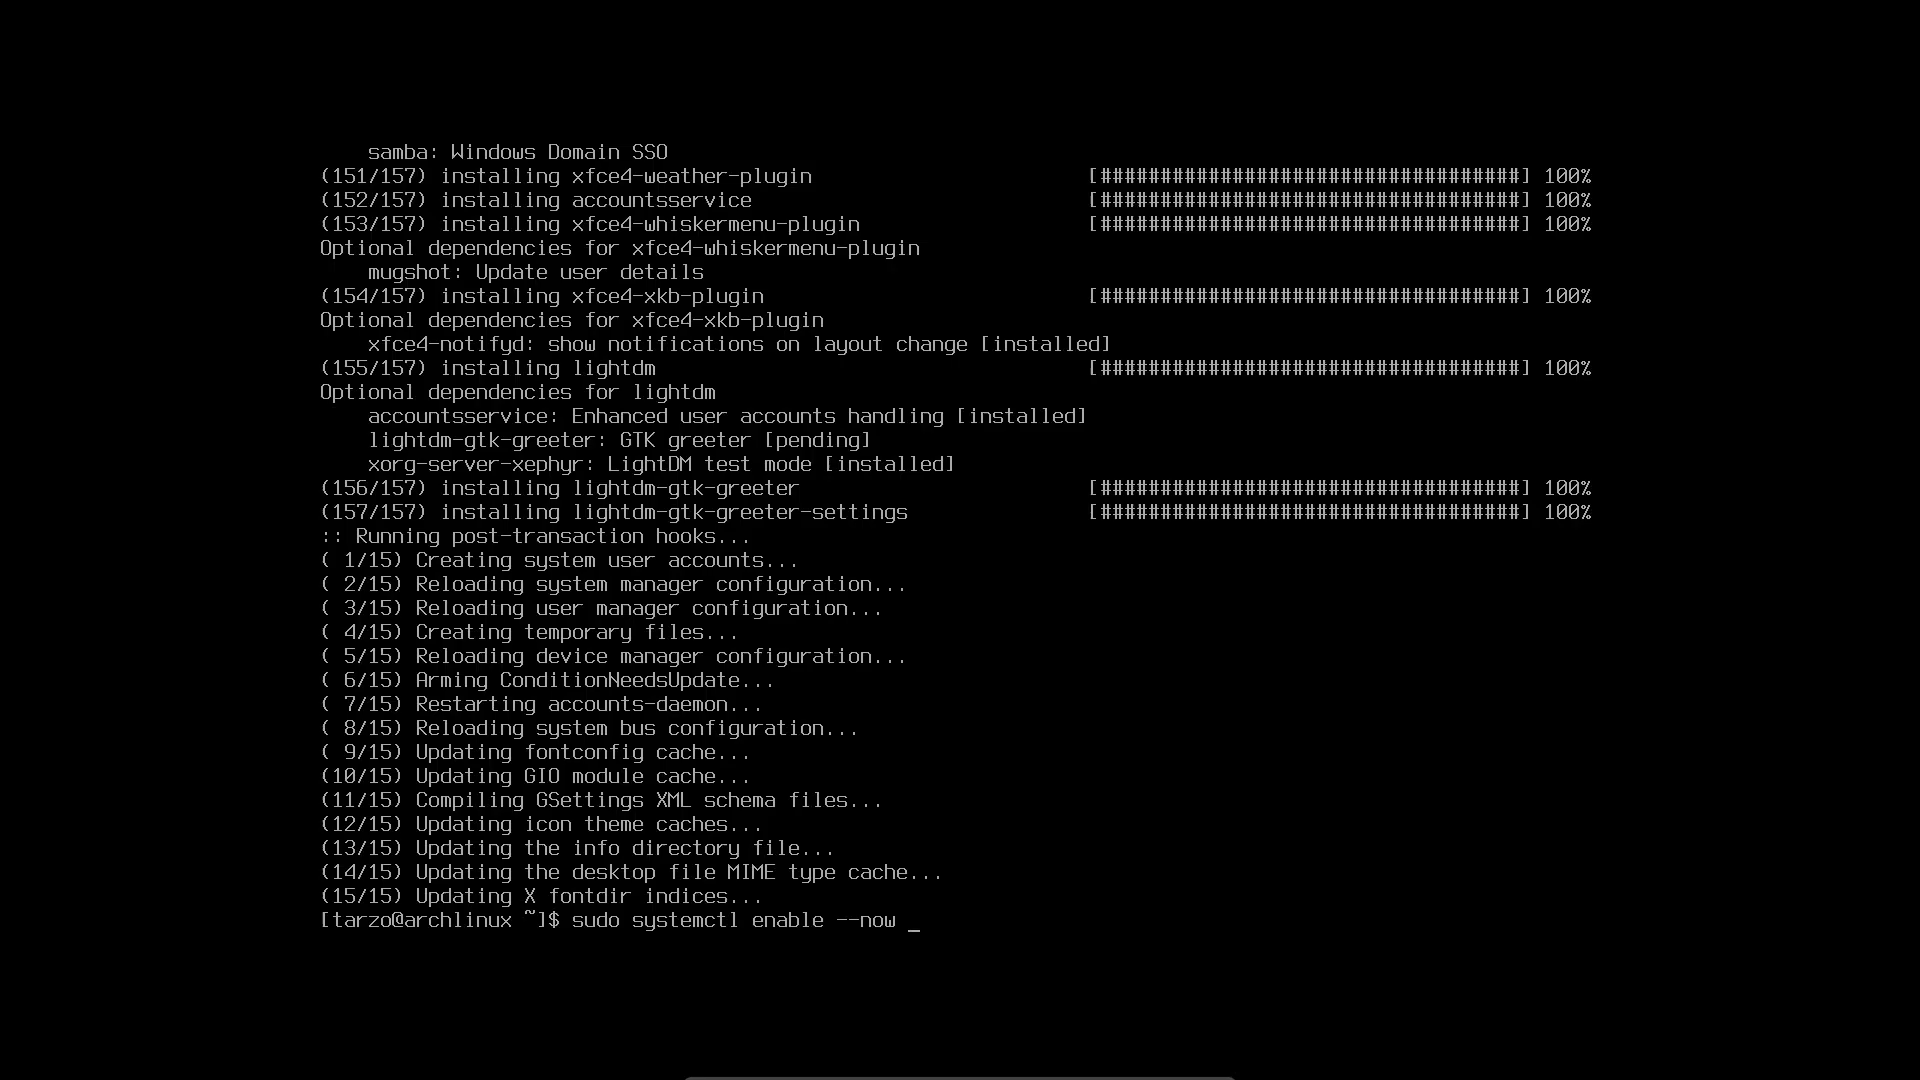 samba: Windows Domain SSO
(151/157) installing xfce4-weather-plugin [###################################] 100%
(152/157) installing accountsservice [###################################] 100%
(153/157) installing xfce4-whiskermenu-plugin [###################################] 100%
Optional dependencies for xfce4-whiskermenu-plugin
mugshot: Update user details
(154/157) installing xfce4-xkb-plugin [###################################] 100%
Optional dependencies for xfce4-xkb-plugin
xfce4-notifyd: show notifications on layout change [installed]
(155/157) installing lightdm [###################################] 100%
Optional dependencies for lightdm
accountsservice: Enhanced user accounts handling [installed]
lightdm-gtk-greeter: GTK greeter [pending]
xorg-server-xephyr: LightDM test mode [installed]
(156/157) installing lightdm-gtk-greeter [###################################] 100%
(157/157) installing lightdm-gtk-greeter-settings [###################################] 100%
:: Running post-transaction hooks...
( 1/15) Creating system user accounts...
( 2/15) Reloading system manager configuration...
( 3/15) Reloading user manager configuration...
( 4/15) Creating temporary files...
( 5/15) Reloading device manager configuration...
( 6/15) Arming ConditionNeedsUpdate...
( 7/15) Restarting accounts-daemon...
( 8/15) Reloading system bus configuration...
( 9/15) Updating fontconfig cache...
(10/15) Updating GIO module cache...
(11/15) Compiling GSettings XML schema files...
(12/15) Updating icon theme caches...
(13/15) Updating the info directory file...
(14/15) Updating the desktop file MIME type cache...
(15/15) Updating X fontdir indices...
[tarzo@archlinux ~]$ sudo systemctl enable --now _